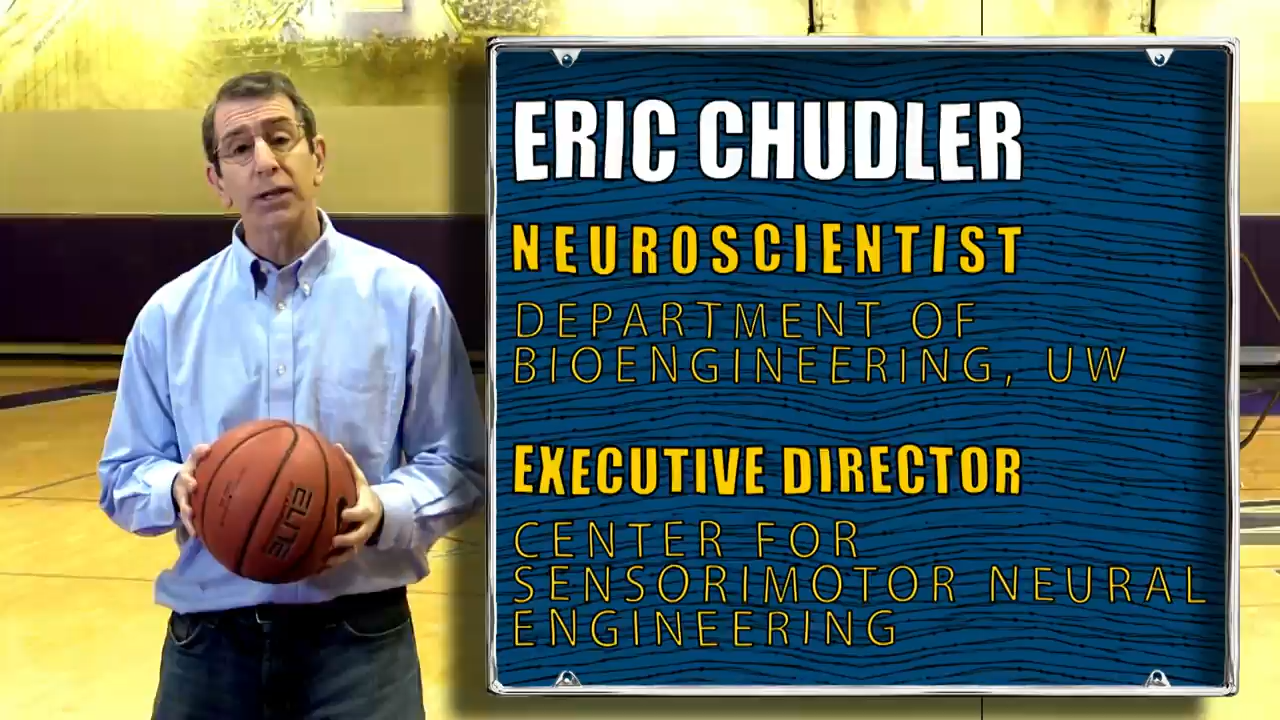 ERIC CHUDLER
NEUROSCIENTIST
DEPARTMENT OF
BIOENGINEERING, UW
EXECUTIVE DIRECTOR
CENTER FOR
SENSORIMOTOR NEURAL
ENGINEERING
ELITE